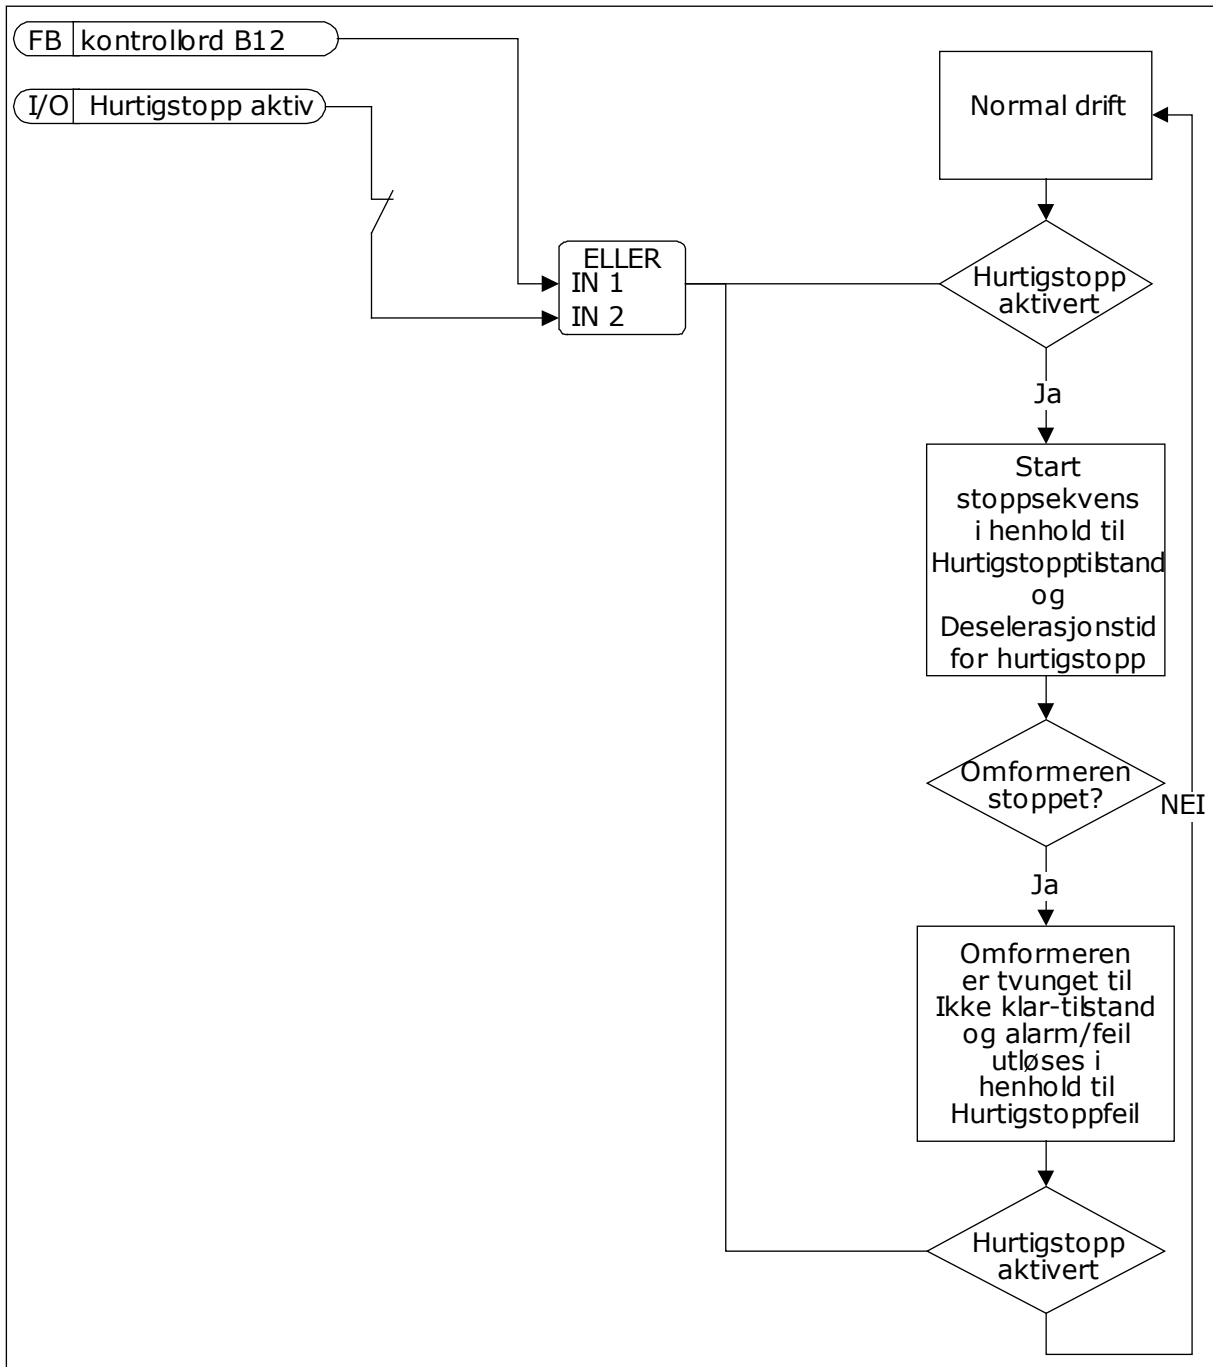 FB kontrollord B12
I/O Hurtigstopp aktiv
ELLER
IN 1
IN 2
Normal drift
Hurtigstopp
aktivert
Ja
Start
stoppsekvens
i henhold til
Hurtigstopptilstand
og
Deselerasjonstid
for hurtigstopp
Omformeren
stoppet?
NEI
Ja
Omformeren
er tvunget til
Ikke klar-tilstand
og alarm/feil
utløses i
henhold til
Hurtigstoppfeil
Hurtigstopp
aktivert